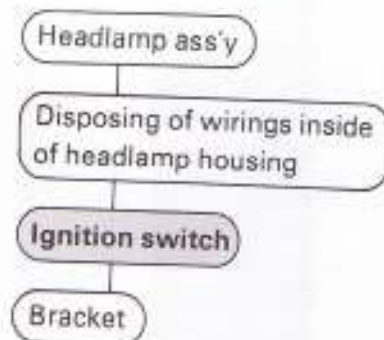 Headlamp ass'y
Disposing of wirings inside
of headlamp housing
Ignition switch
Bracket